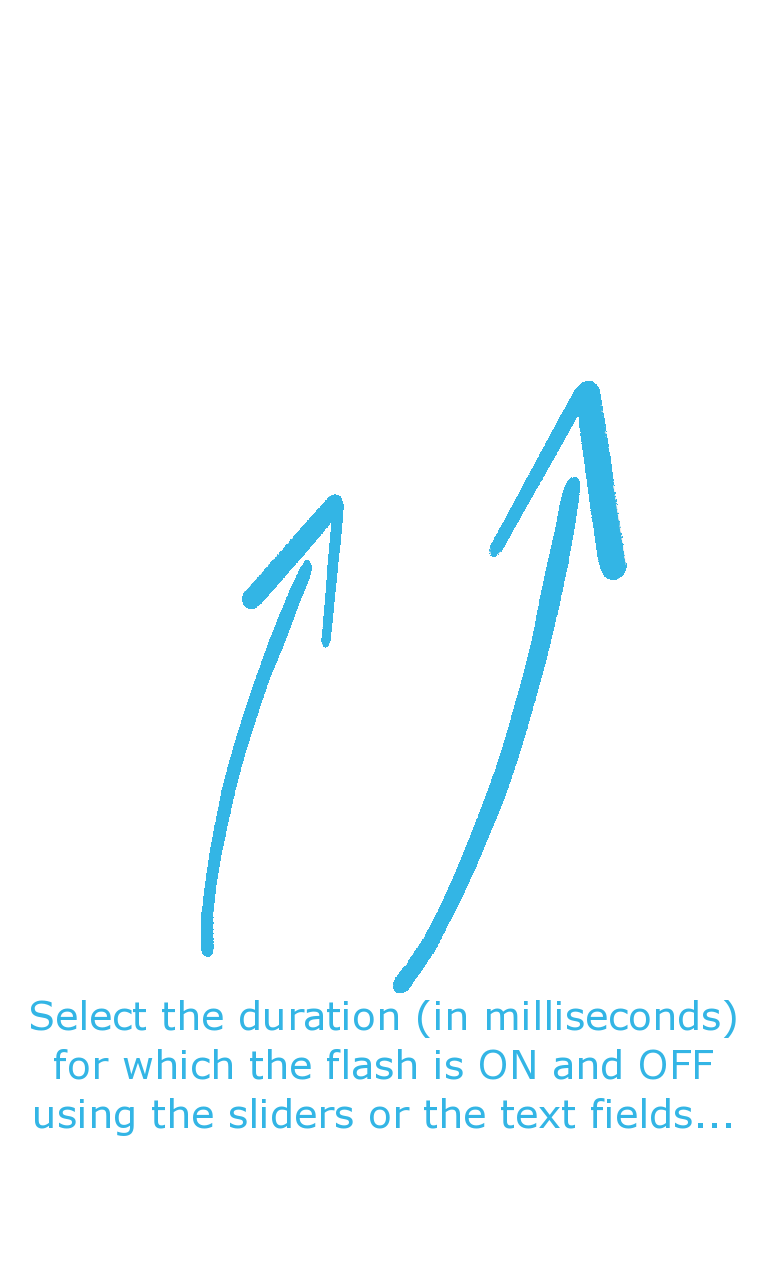 Select the duration (in milliseconds)
for which the flash is ON and OFF
using the sliders or the text fields...